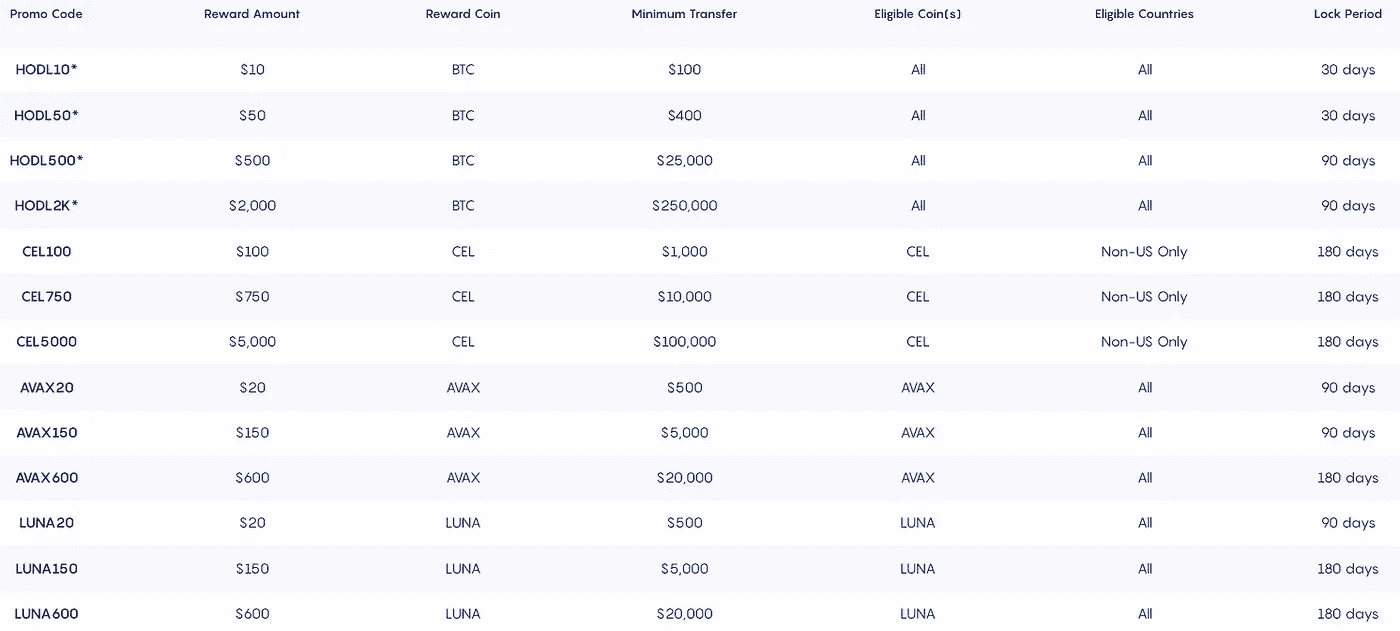 Promo Code Reward Amount Reward Coin Minimum Transfer Eligible Coin(s) Eligible Countries Lock Period
HODL10* $10 BTC $100 All All 30 days
HODL50* $50 BTC $400 All All 30 days
HODL500* $500 BTC $25,000 All All 90 days
HODL2K* $2,000 BTC $250,000 All All 90 days
CEL100 $100 CEL $1,000 CEL Non-US Only 180 days
CEL750 $750 CEL $10,000 CEL Non-US Only 180 days
CEL5000 $5,000 CEL $100,000 CEL Non-US Only 180 days
AVAX20 $20 AVAX $500 AVAX All 90 days
AVAX150 $150 AVAX $5,000 AVAX All 90 days
AVAX600 $600 AVAX $20,000 AVAX All 180 days
LUNA20 $20 LUNA $500 LUNA All 90 days
LUNA150 $150 LUNA $5,000 LUNA All 180 days
LUNA600 $600 LUNA $20,000 LUNA All 180 days